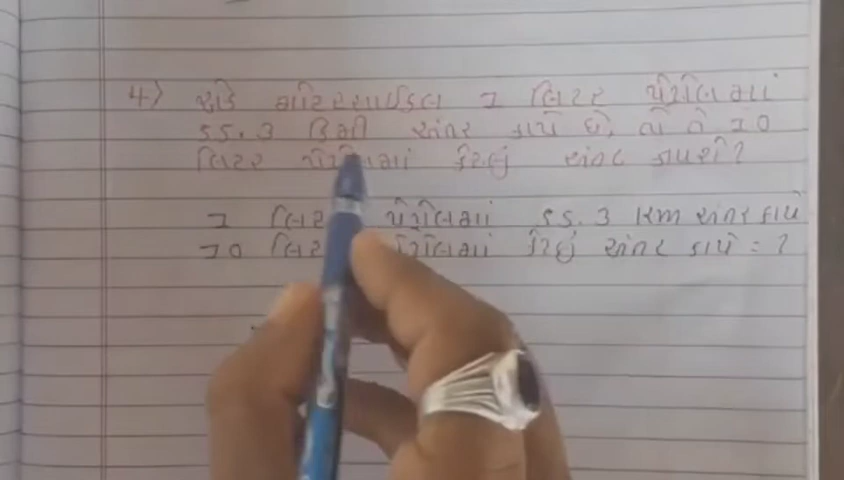 4) એક મોટરસાઈકલ 1 લિટર પેટ્રોલમાં
55.3 કિમી અંતર કાપે છે, તો તે 10
લિટર પેટ્રોલમાં કેટલું અંતર કાપશે?
1 લિટર પેટ્રોલમાં 55.3 km અંતર કાપે
10 લિટર પેટ્રોલમાં કેટલું અંતર કાપે = ?